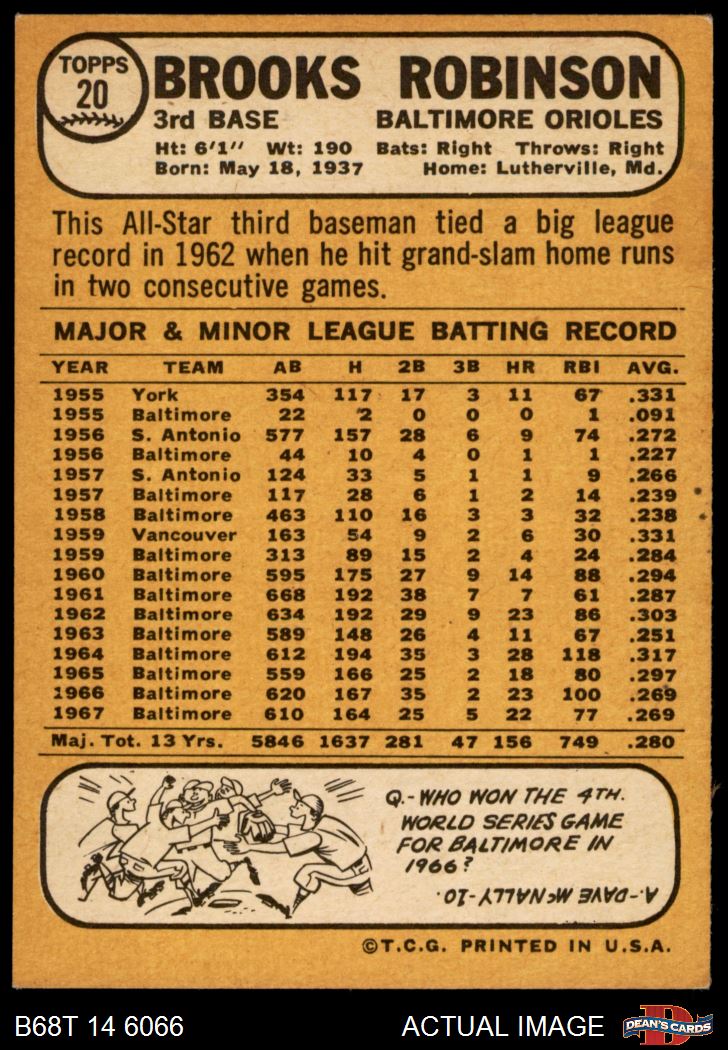 TOPPS
20
BROOKS ROBINSON
3rd BASE BALTIMORE ORIOLES
Ht: 6'1" Wt: 190 Bats: Right Throws: Right
Born: May 18, 1937 Home: Lutherville, Md.
This All-Star third baseman tied a big league
record in 1962 when he hit grand-slam home runs
in two consecutive games.
MAJOR & MINOR LEAGUE BATTING RECORD
YEAR TEAM AB H 2B 3B HR RBI AVG.
1955 York 354 117 17 3 11 67 .331
1955 Baltimore 22 2 0 0 0 1 .091
1956 S. Antonio 577 157 28 6 9 74 .272
1956 Baltimore 44 10 4 0 1 1 .227
1957 S. Antonio 124 33 5 1 1 9 .266
1957 Baltimore 117 28 6 1 2 14 .239
1958 Baltimore 463 110 16 3 3 32 .238
1959 Vancouver 163 54 9 2 6 30 .331
1959 Baltimore 313 89 15 2 4 24 .284
1960 Baltimore 595 175 27 9 14 88 .294
1961 Baltimore 668 192 38 7 7 61 .287
1962 Baltimore 634 192 29 9 23 86 .303
1963 Baltimore 589 148 26 4 11 67 .251
1964 Baltimore 612 194 35 3 28 118 .317
1965 Baltimore 559 166 25 2 18 80 .297
1966 Baltimore 620 167 35 2 23 100 .269
1967 Baltimore 610 164 25 5 22 77 .269
Maj. Tot. 13 Yrs. 5846 1637 281 47 156 749 .280
Q.-WHO WON THE 4TH.
WORLD SERIES GAME
FOR BALTIMORE IN
1966?
A.-DAVE McNALLY-10.
©T.C.G. PRINTED IN U.S.A.
B68T 14 6066 ACTUAL IMAGE
D
DEAN'S CARDS